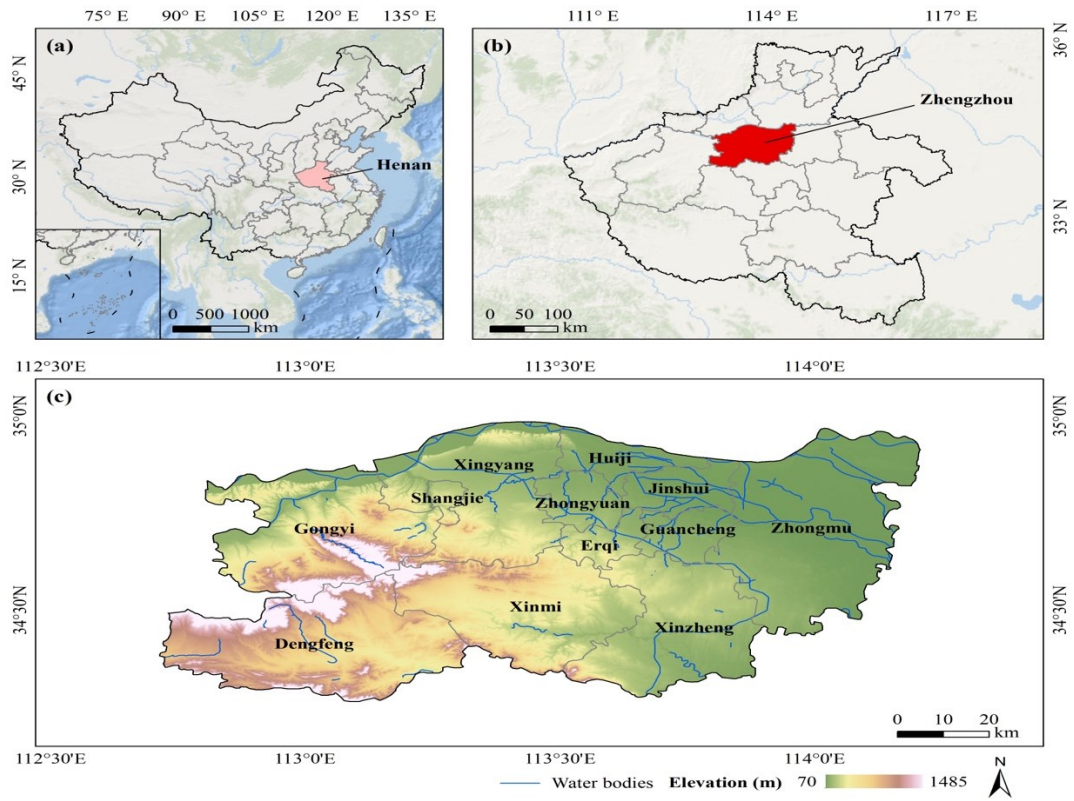 75° E 90° E 105° E 120° E 135° E
111° E 114° E 117° E
(a)
45° N
30° N
15° N
Henan
0 500 1000
km
(b)
Zhengzhou
36° N
33° N
0 50 100
km
112°30'E 113°0'E 113°30'E 114°0'E
(c)
35°0'N
35°0'N
Huiji
Xingyang
Jinshui
Shangjie
Zhongyuan
Gongyi
Guancheng
Zhongmu
Erqi
34°30'N
34°30'N
Xinmi
Xinzheng
Dengfeng
0 10 20
km
112°30'E 113°0'E 113°30'E 114°0'E
Water bodies Elevation (m) 70 1485
N